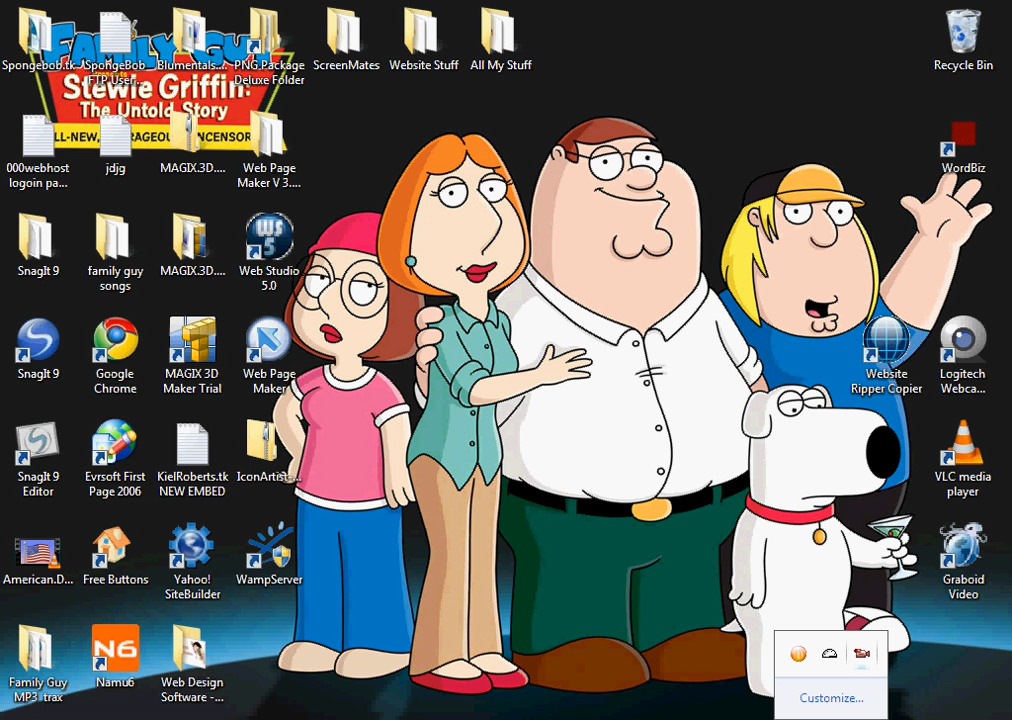 Spongebob.tk
SpongeBob
FTP User...
Blumentals....
PNG Package
Deluxe Folder
ScreenMates
Website Stuff
All My Stuff
Recycle Bin
FAMILY GUY
Stewie Griffin:
The Untold Story
000webhost
logoin pa...
jdjg
MAGIX.3D....
Web Page
Maker V 3....
WordBiz
SnagIt 9
family guy
songs
MAGIX.3D....
WS
5
Web Studio
5.0
SnagIt 9
Google
Chrome
MAGIX 3D
Maker Trial
Web Page
Maker
Website
Ripper Copier
Logitech
Webca...
SnagIt 9
Editor
Evrsoft First
Page 2006
KielRoberts.tk
NEW EMBED
IconArtist-...
VLC media
player
American.D...
Free Buttons
Yahoo!
SiteBuilder
WampServer
Graboid
Video
Family Guy
MP3 trax
N6
Namu6
Web Design
Software -...
Customize...